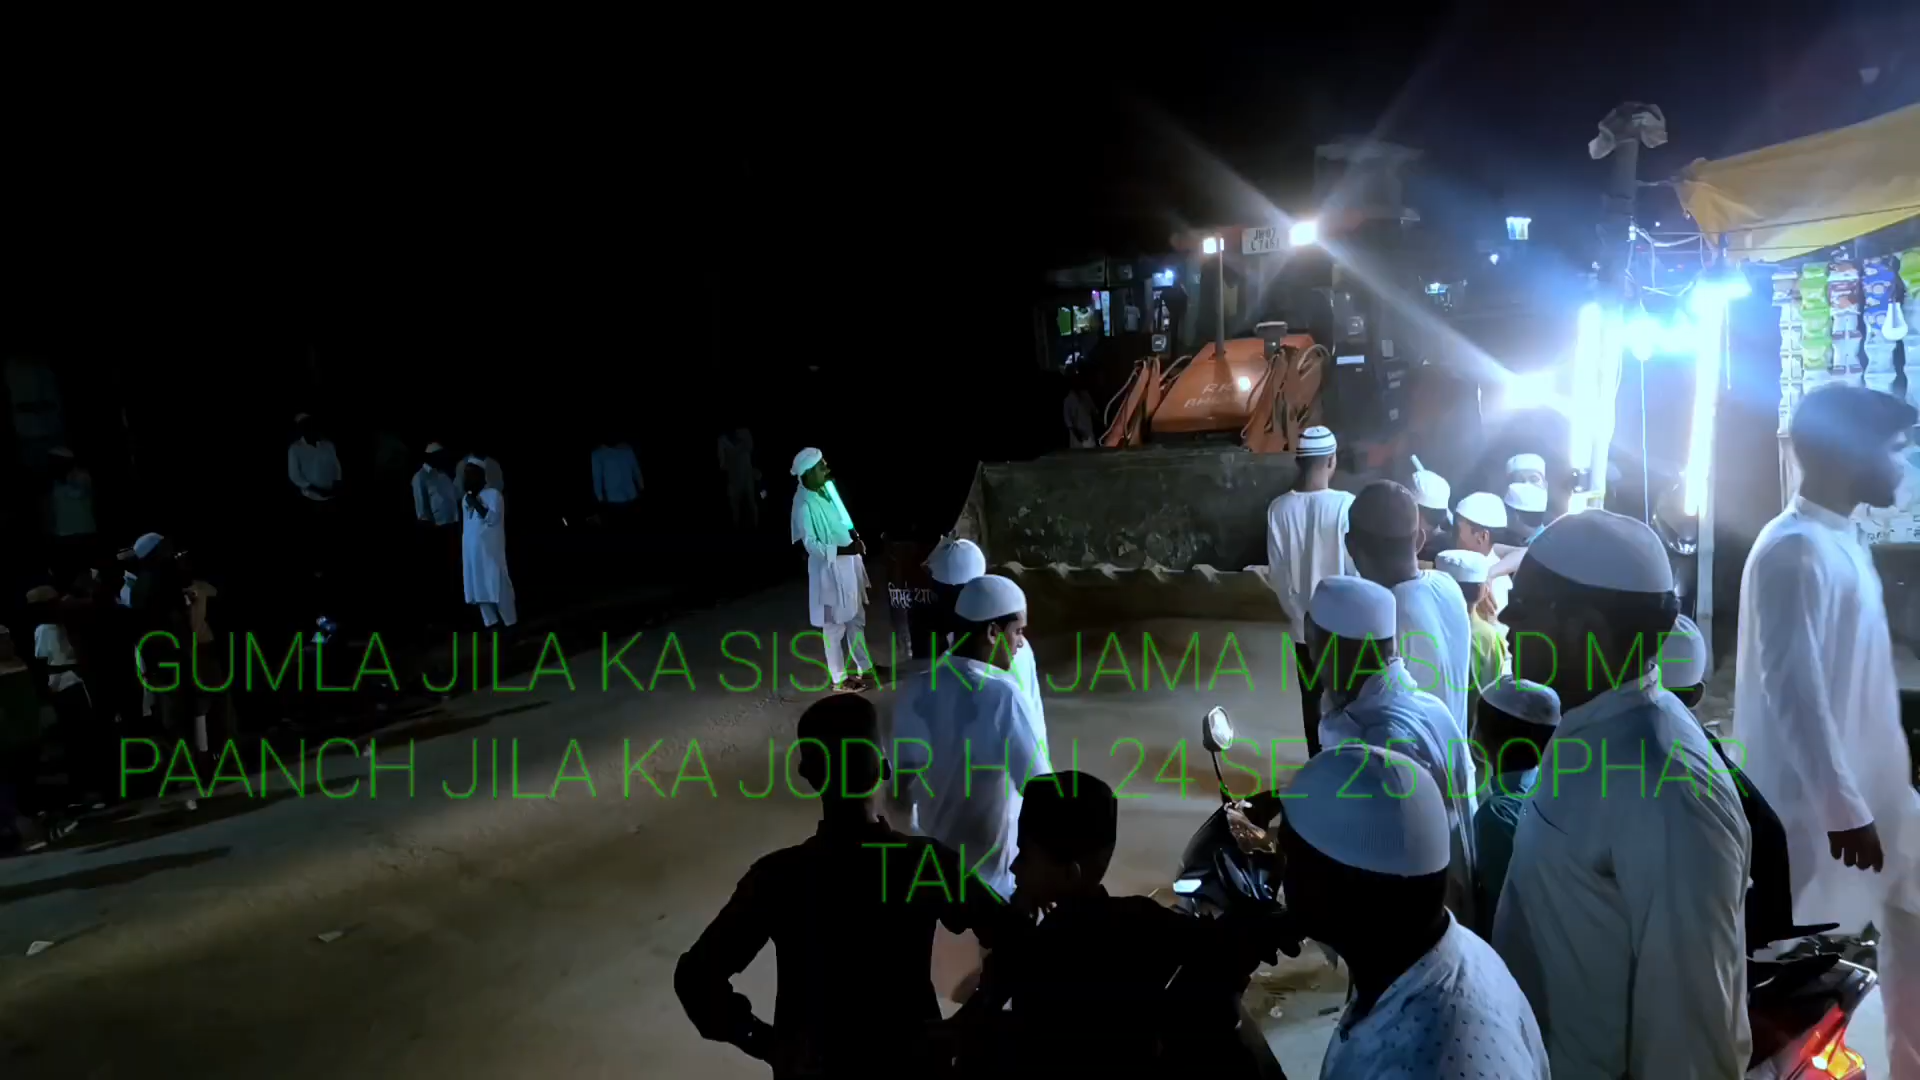 GUMLA JILA KA SISAI KA JAMA MASJID ME
PAANCH JILA KA JODR HAI 24 SE 25 DOPHAR
TAK